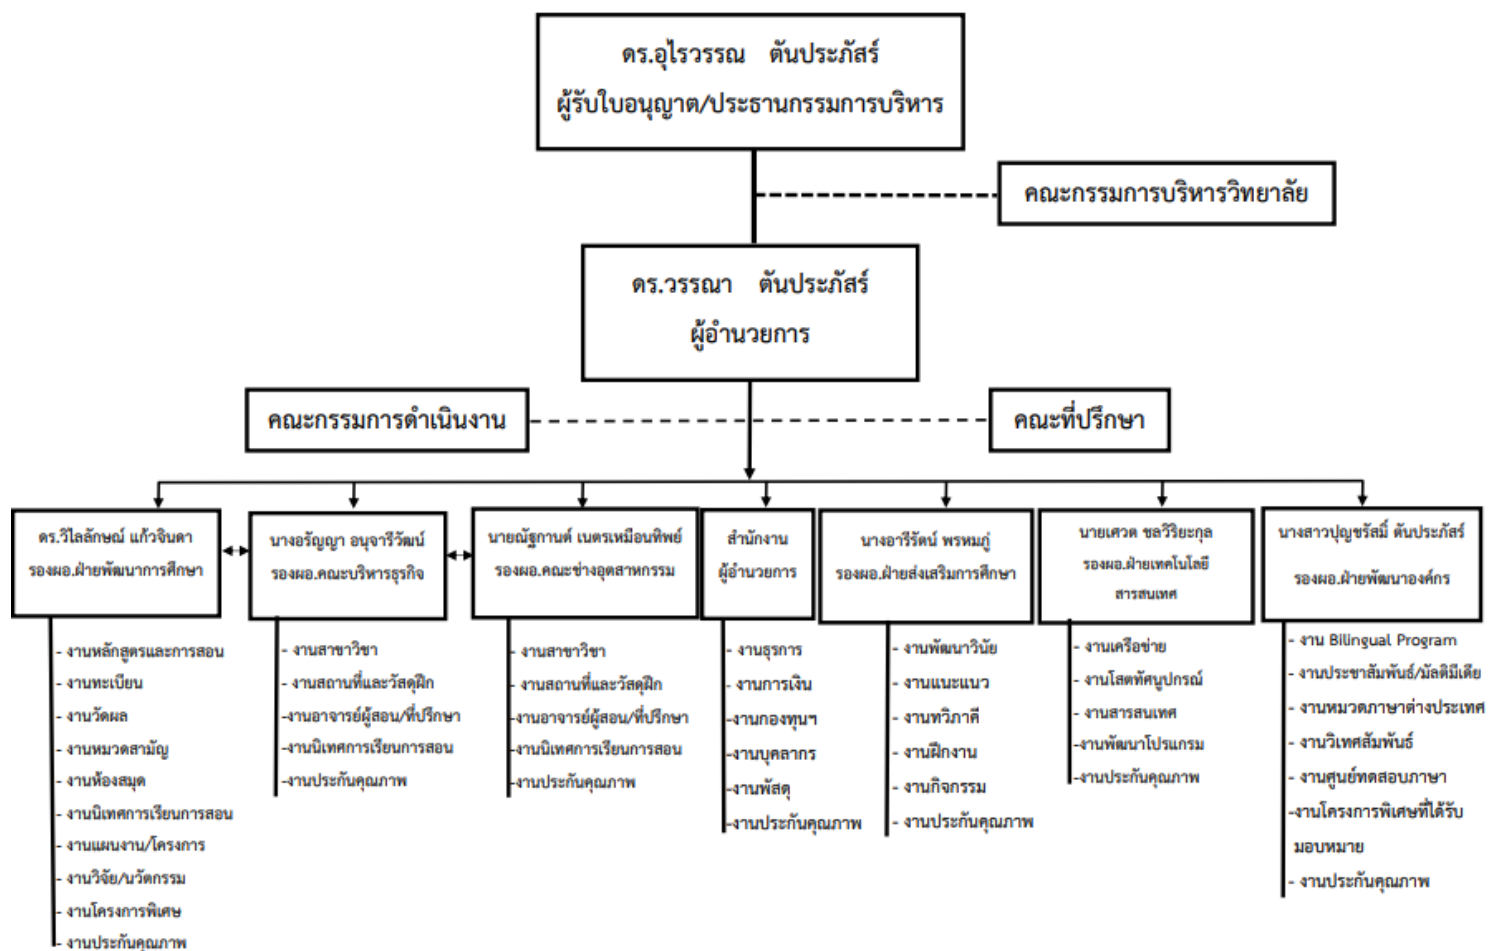 ดร.อุไรวรรณ ตันประภัสร์
ผู้รับใบอนุญาต/ประธานกรรมการบริหาร
คณะกรรมการบริหารวิทยาลัย
ดร.วรรณา ตันประภัสร์
ผู้อำนวยการ
คณะกรรมการดำเนินงาน
คณะที่ปรึกษา
ดร.วิไลลักษณ์ แก้วจินดา
รองผอ.ฝ่ายพัฒนาการศึกษา
- งานหลักสูตรและการสอน
- งานทะเบียน
- งานวัดผล
- งานหมวดสามัญ
- งานห้องสมุด
- งานนิเทศการเรียนการสอน
- งานแผนงาน/โครงการ
- งานวิจัย/นวัตกรรม
- งานโครงการพิเศษ
- งานประกันคุณภาพ
นางอรัญญา อนุจารีวัฒน์
รองผอ.คณะบริหารธุรกิจ
- งานสาขาวิชา
- งานสถานที่และวัสดุฝึก
-งานอาจารย์ผู้สอน/ที่ปรึกษา
-งานนิเทศการเรียนการสอน
-งานประกันคุณภาพ
นายณัฐกานต์ เนตรเหมือนทิพย์
รองผอ.คณะช่างอุตสาหกรรม
- งานสาขาวิชา
-งานสถานที่และวัสดุฝึก
-งานอาจารย์ผู้สอน/ที่ปรึกษา
-งานนิเทศการเรียนการสอน
-งานประกันคุณภาพ
สำนักงาน
ผู้อำนวยการ
- งานธุรการ
- งานการเงิน
-งานกองทุนฯ
-งานบุคลากร
-งานพัสดุ
-งานประกันคุณภาพ
นางอารีรัตน์ พรหมภู่
รองผอ.ฝ่ายส่งเสริมการศึกษา
- งานพัฒนาวินัย
- งานแนะแนว
- งานทวิภาคี
- งานฝึกงาน
- งานกิจกรรม
- งานประกันคุณภาพ
นายเศวต ชลวิริยะกุล
รองผอ.ฝ่ายเทคโนโลยี
สารสนเทศ
- งานเครือข่าย
- งานโสตทัศนูปกรณ์
- งานสารสนเทศ
-งานพัฒนาโปรแกรม
-งานประกันคุณภาพ
นางสาวปุญชรัสมิ์ ตันประภัสร์
รองผอ.ฝ่ายพัฒนาองค์กร
- งาน Bilingual Program
-งานประชาสัมพันธ์/มัลติมีเดีย
- งานหมวดภาษาต่างประเทศ
- งานวิเทศสัมพันธ์
- งานศูนย์ทดสอบภาษา
-งานโครงการพิเศษที่ได้รับ
มอบหมาย
- งานประกันคุณภาพ